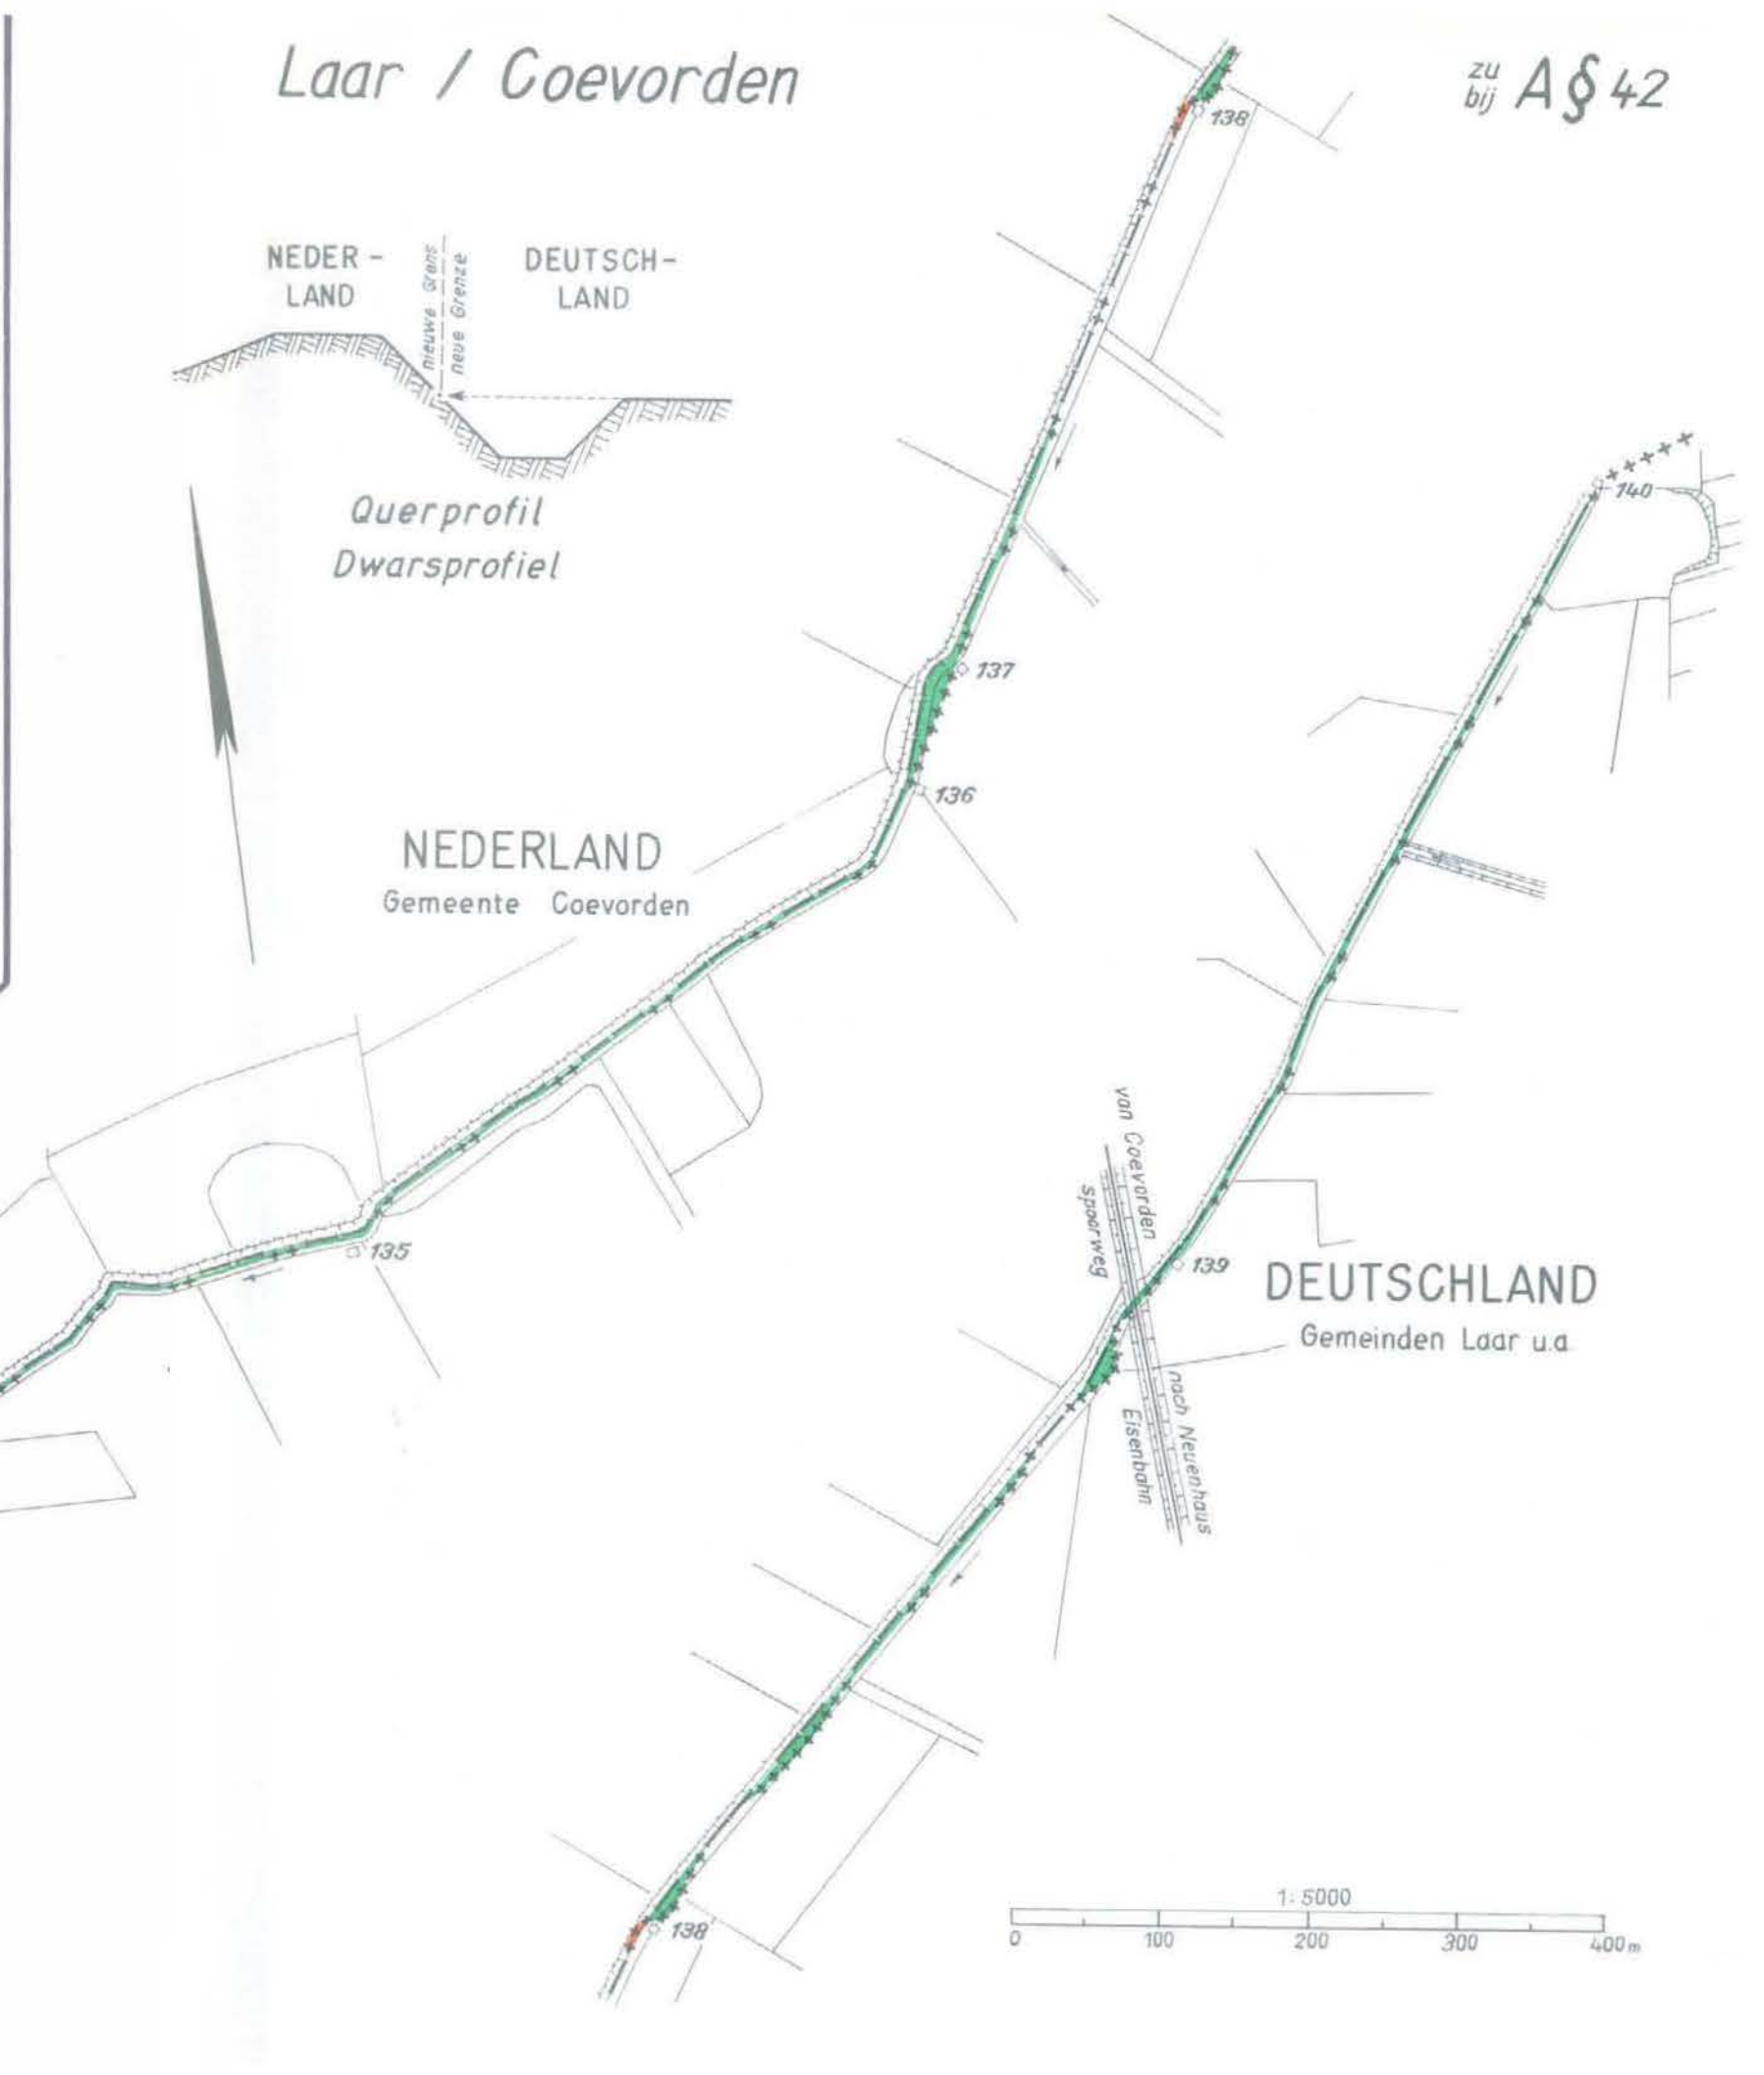 Laar / Coevorden
zu
bij A § 42
NEDER -
LAND
nieuwe Grens
neue Grenze
DEUTSCH-
LAND
Querprofil
Dwarsprofiel
138
140
137
136
NEDERLAND
Gemeente Coevorden
135
van Coevorden
spoorweg
139
DEUTSCHLAND
Gemeinden Laar u.a.
nach Neuenhaus
Eisenbahn
138
1:5000
0 100 200 300 400 m